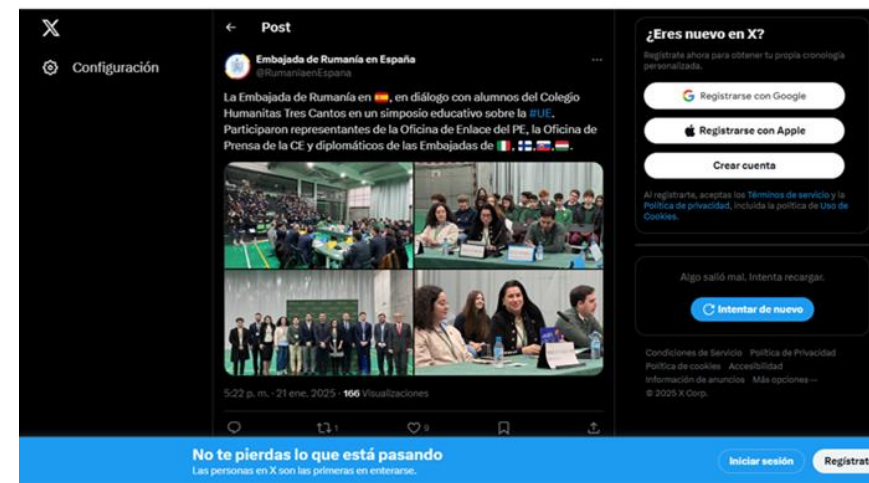 Post
Configuración
Embajada de Rumanía en España
@RumaniaenEspana
La Embajada de Rumanía en 🇪🇸, en diálogo con alumnos del Colegio
Humanitas Tres Cantos en un simposio educativo sobre la #UE.
Participaron representantes de la Oficina de Enlace del PE, la Oficina de
Prensa de la CE y diplomáticos de las Embajadas de 🇮🇹, 🇫🇮, 🇸🇰, 🇭🇺.
5:22 p. m. · 21 ene. 2025 · 166 Visualizaciones
1
9
¿Eres nuevo en X?
Regístrate ahora para obtener tu propia cronología
personalizada.
Registrarse con Google
Registrarse con Apple
Crear cuenta
Al registrarte, aceptas los Términos de servicio y la
Política de privacidad, incluida la política de Uso de
Cookies.
Algo salió mal. Intenta recargar.
Intentar de nuevo
Condiciones de Servicio Política de Privacidad
Política de cookies Accesibilidad
Información de anuncios Más opciones
© 2025 X Corp.
No te pierdas lo que está pasando
Las personas en X son las primeras en enterarse.
Iniciar sesión
Regístrat